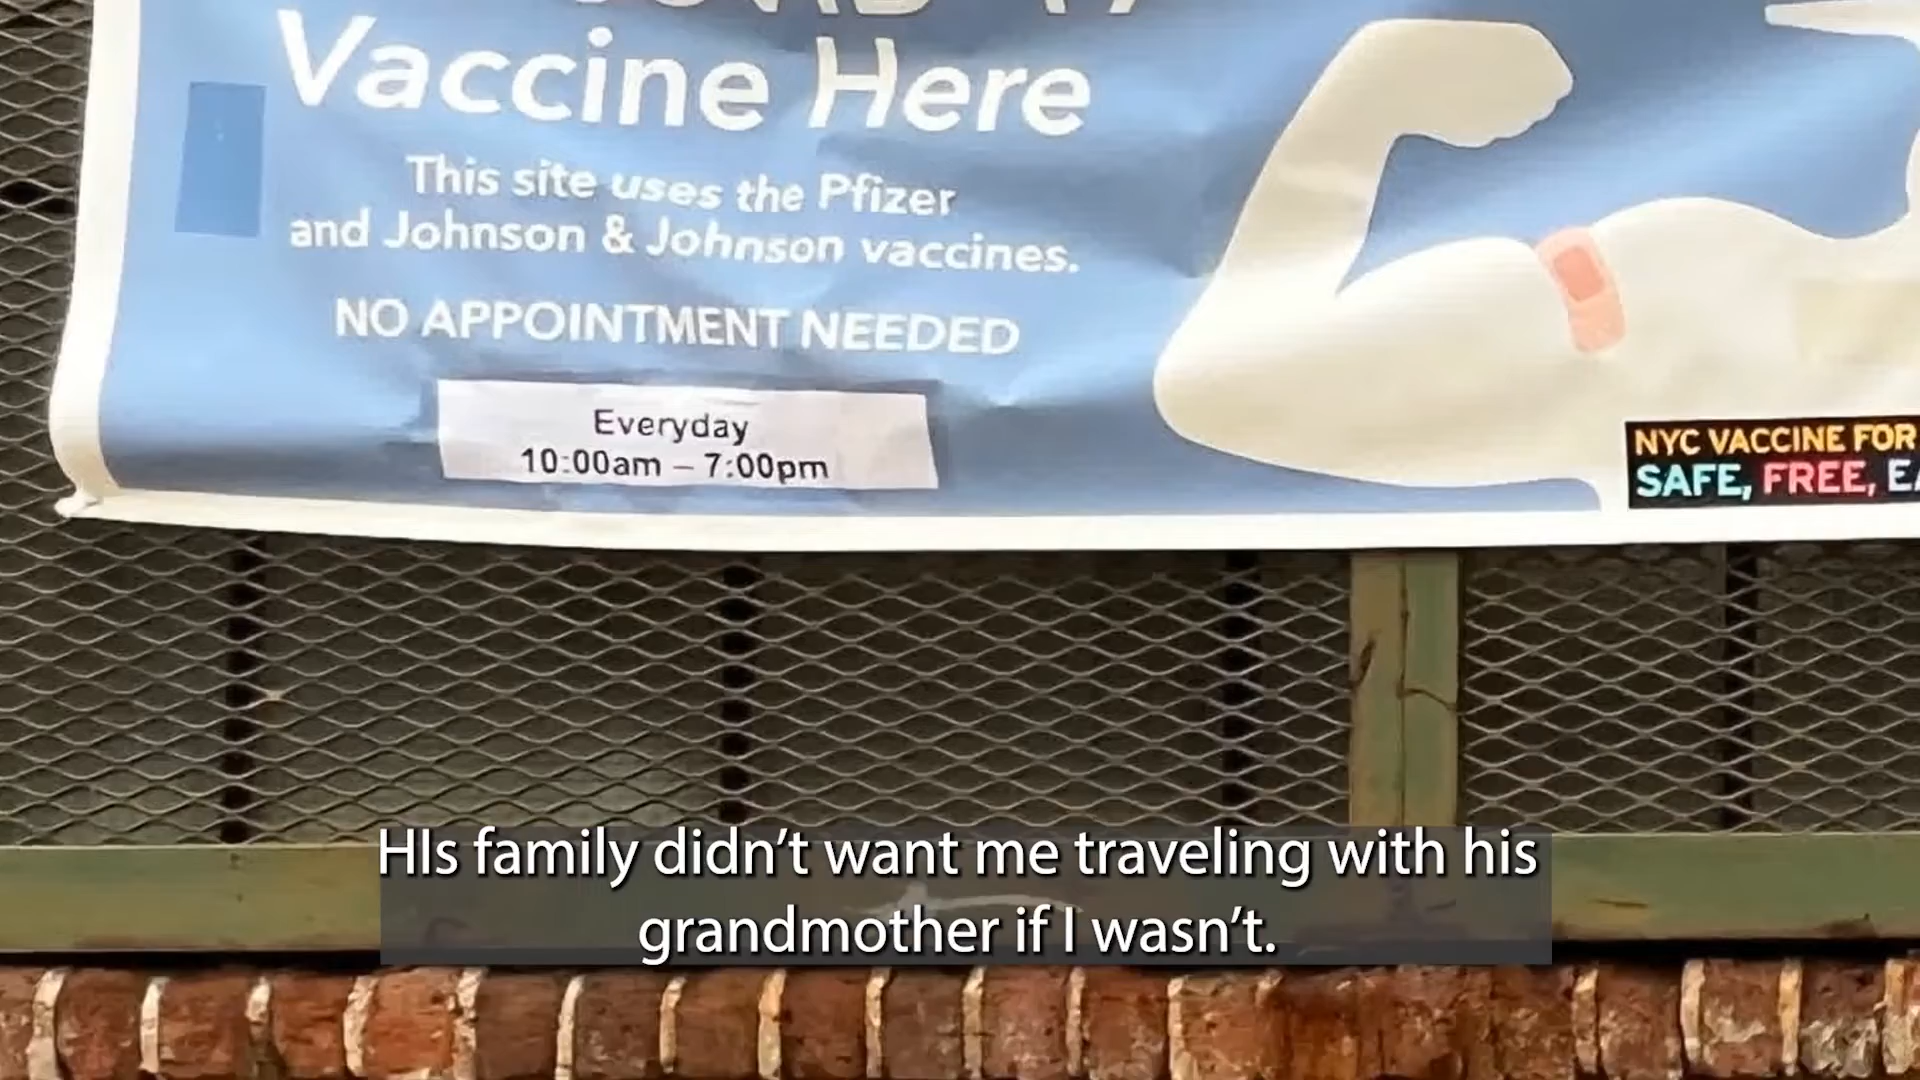 Vaccine Here
This site uses the Pfizer
and Johnson & Johnson vaccines.
NO APPOINTMENT NEEDED
Everyday
10:00am – 7:00pm
NYC VACCINE FOR
SAFE, FREE,
HIs family didn't want me traveling with his
grandmother if I wasn't.